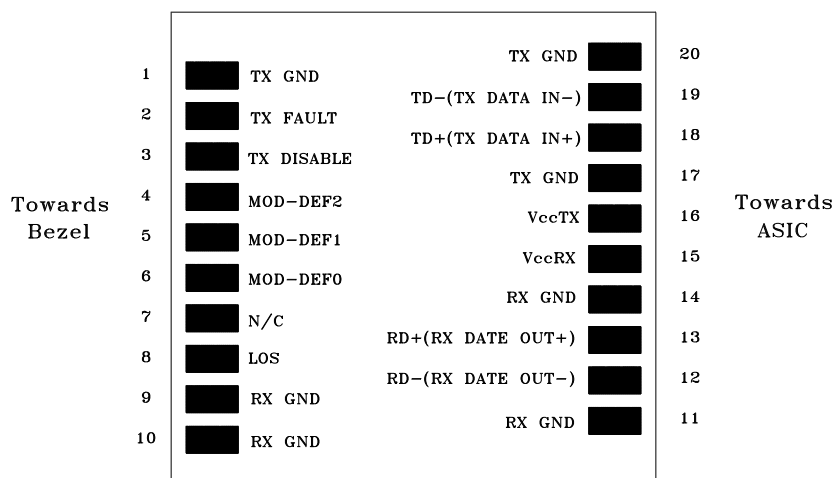 1 TX GND
2 TX FAULT
3 TX DISABLE
4 MOD-DEF2
5 MOD-DEF1
6 MOD-DEF0
7 N/C
8 LOS
9 RX GND
10 RX GND
Towards
Bezel
TX GND 20
TD-(TX DATA IN-) 19
TD+(TX DATA IN+) 18
TX GND 17
VccTX 16
VccRX 15
RX GND 14
RD+(RX DATE OUT+) 13
RD-(RX DATE OUT-) 12
RX GND 11
Towards
ASIC